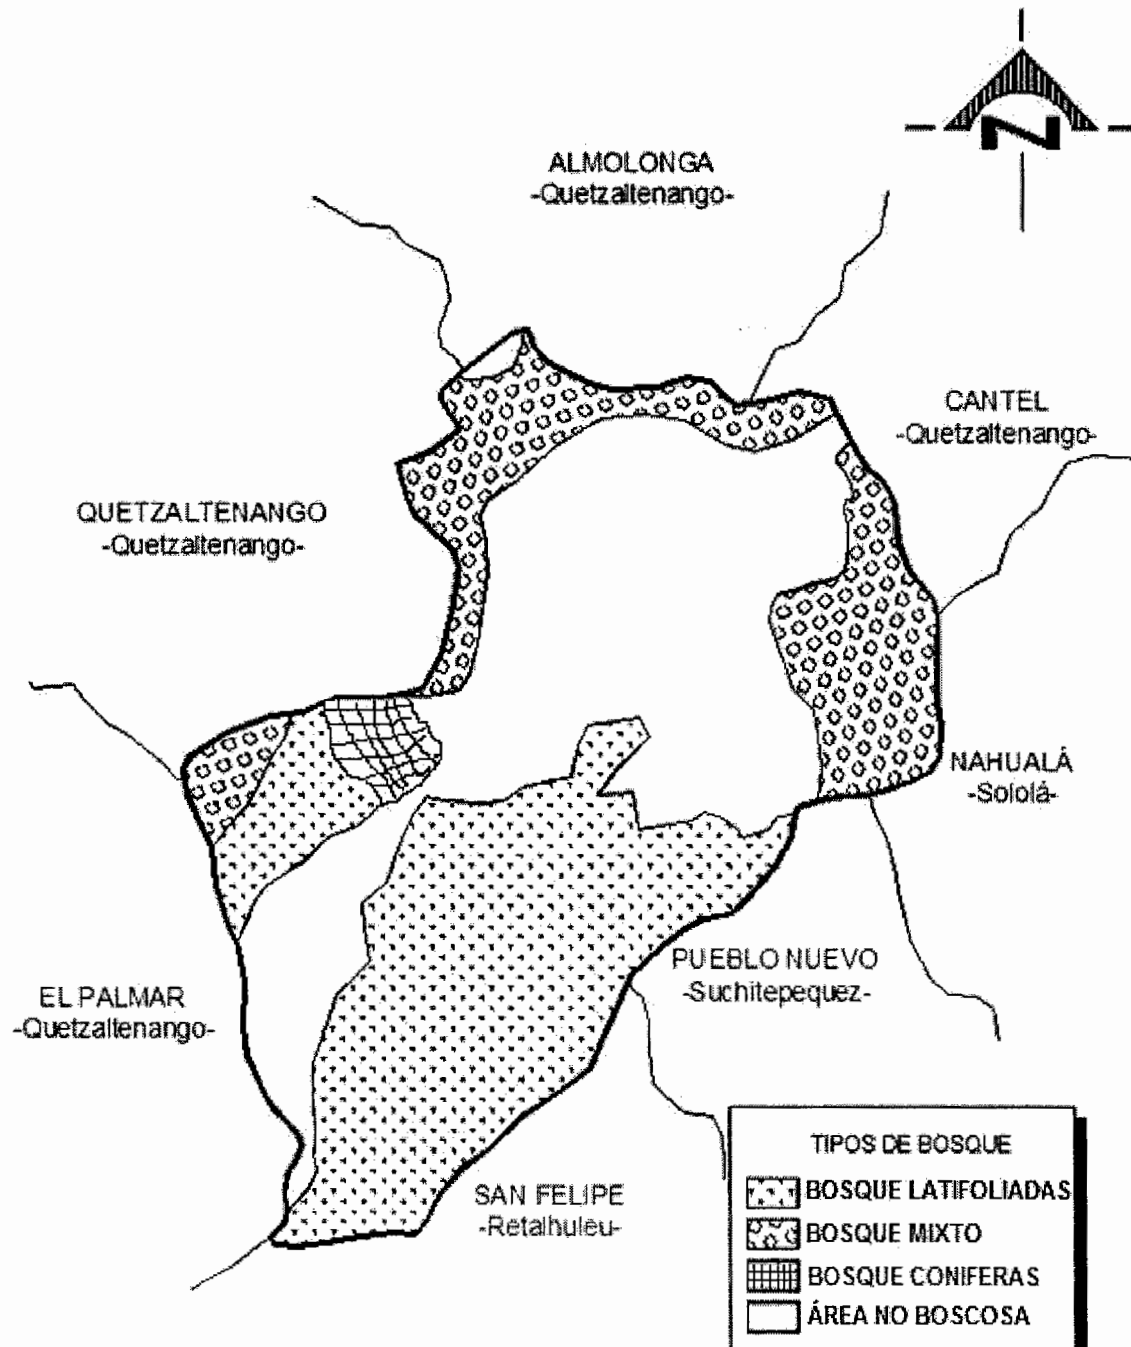 N
ALMOLONGA
-Quetzaltenango-
CANTEL
-Quetzaltenango-
QUETZALTENANGO
-Quetzaltenango-
NAHUALÁ
-Sololá-
PUEBLO NUEVO
-Suchitepequez-
EL PALMAR
-Quetzaltenango-
SAN FELIPE
-Retalhuleu-
TIPOS DE BOSQUE
BOSQUE LATIFOLIADAS
BOSQUE MIXTO
BOSQUE CONIFERAS
ÁREA NO BOSCOSA